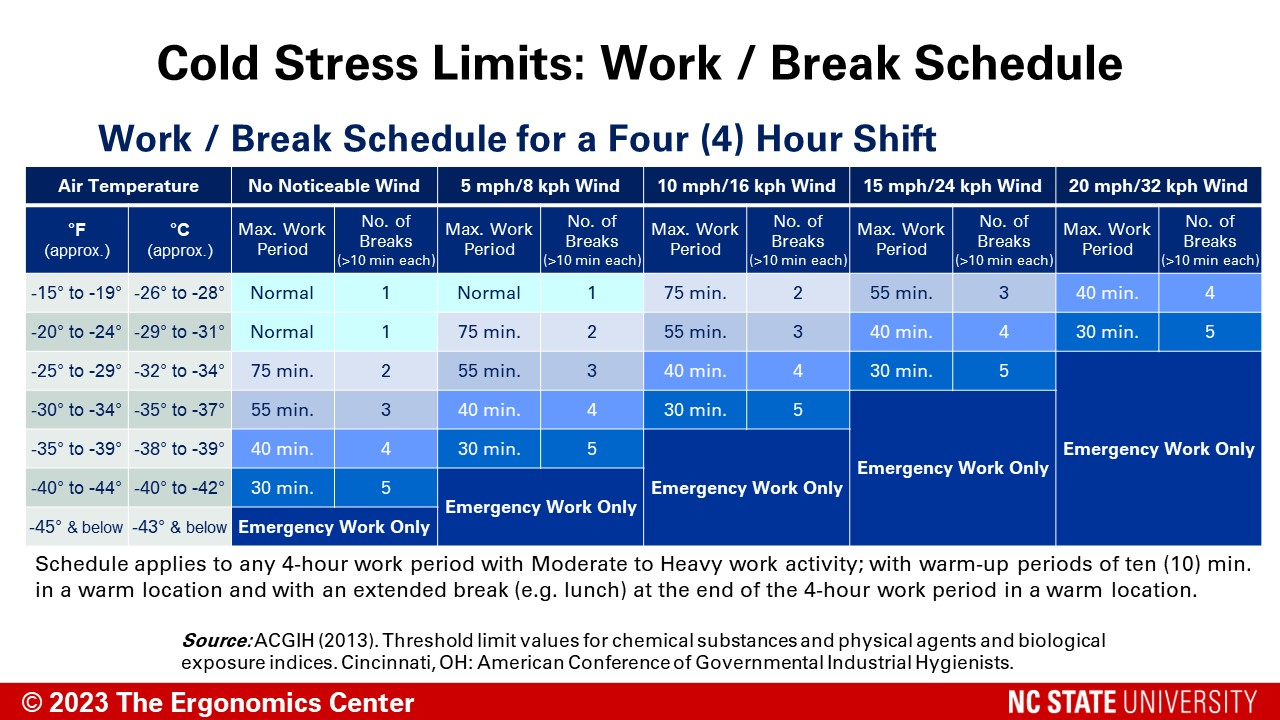 Cold Stress Limits: Work / Break Schedule
Work / Break Schedule for a Four (4) Hour Shift
Air Temperature No Noticeable Wind 5 mph/8 kph Wind 10 mph/16 kph Wind 15 mph/24 kph Wind 20 mph/32 kph Wind
°F (approx.) °C (approx.) Max. Work Period No. of Breaks (>10 min each) Max. Work Period No. of Breaks (>10 min each) Max. Work Period No. of Breaks (>10 min each) Max. Work Period No. of Breaks (>10 min each) Max. Work Period No. of Breaks (>10 min each)
-15° to -19° -26° to -28° Normal 1 Normal 1 75 min. 2 55 min. 3 40 min. 4
-20° to -24° -29° to -31° Normal 1 75 min. 2 55 min. 3 40 min. 4 30 min. 5
-25° to -29° -32° to -34° 75 min. 2 55 min. 3 40 min. 4 30 min. 5
-30° to -34° -35° to -37° 55 min. 3 40 min. 4 30 min. 5
-35° to -39° -38° to -39° 40 min. 4 30 min. 5 Emergency Work Only
-40° to -44° -40° to -42° 30 min. 5 Emergency Work Only Emergency Work Only Emergency Work Only
-45° & below -43° & below Emergency Work Only
Schedule applies to any 4-hour work period with Moderate to Heavy work activity; with warm-up periods of ten (10) min.
in a warm location and with an extended break (e.g. lunch) at the end of the 4-hour work period in a warm location.
Source: ACGIH (2013). Threshold limit values for chemical substances and physical agents and biological
exposure indices. Cincinnati, OH: American Conference of Governmental Industrial Hygienists.
© 2023 The Ergonomics Center NC STATE UNIVERSITY